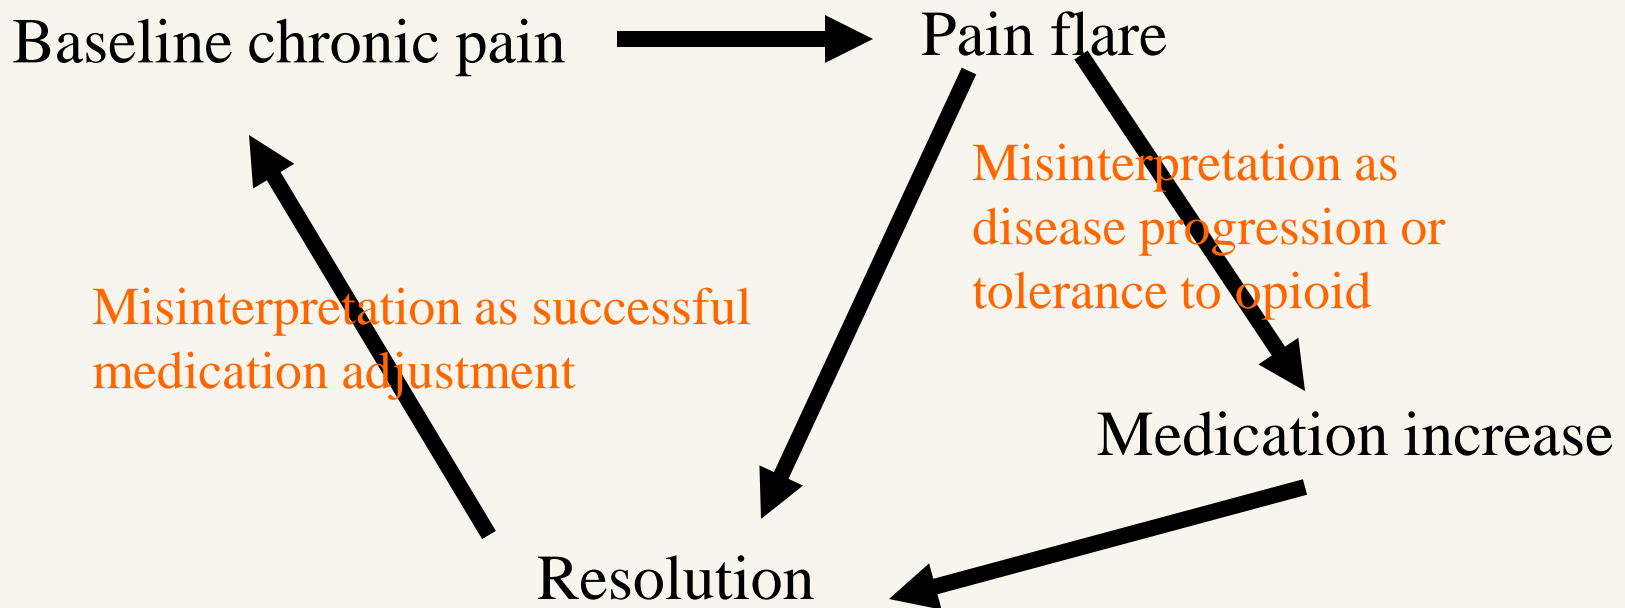 Baseline chronic pain
Pain flare
Misinterpretation as
disease progression or
tolerance to opioid
Misinterpretation as successful
medication adjustment
Medication increase
Resolution